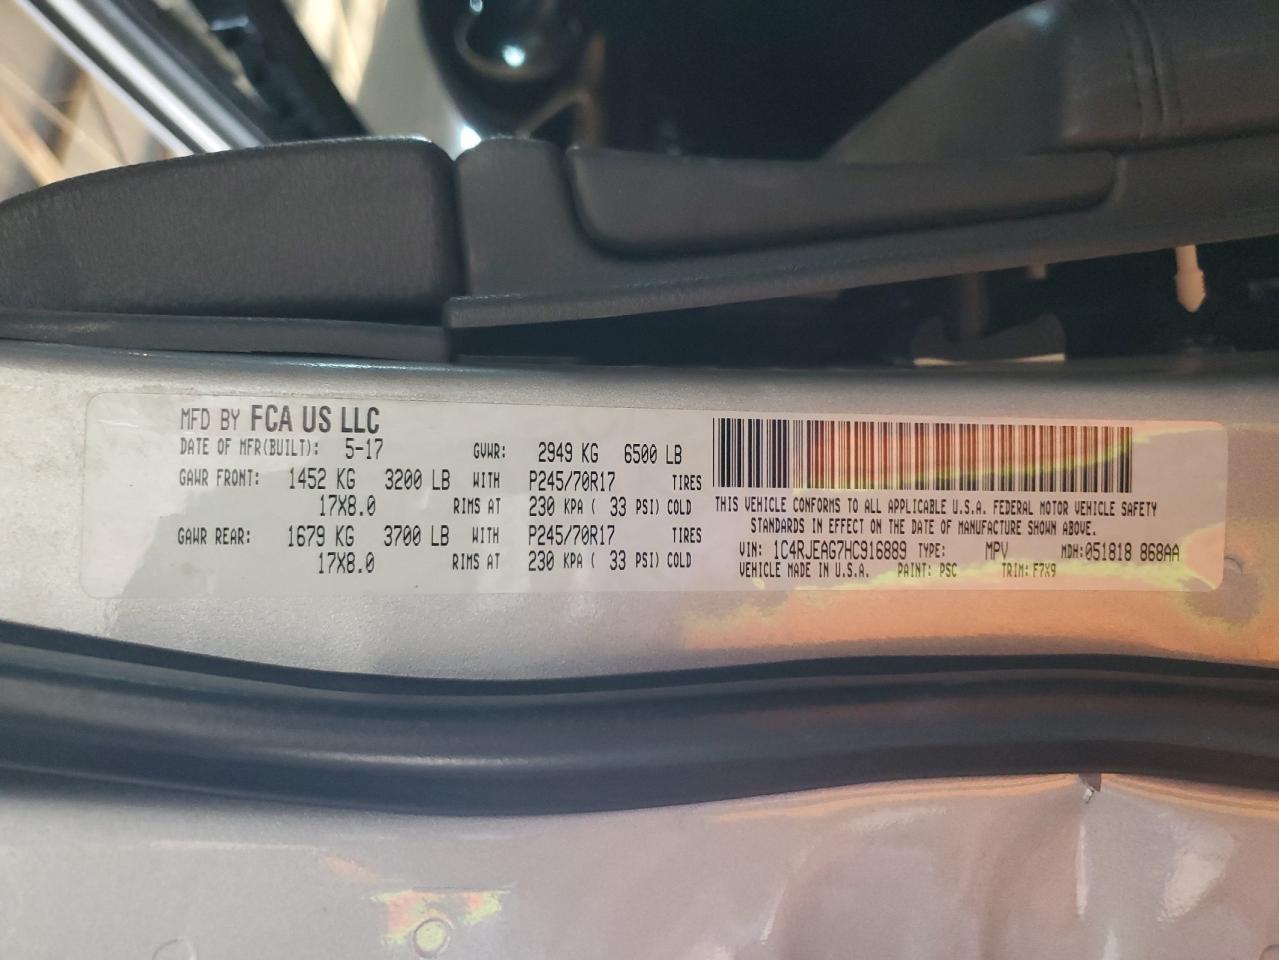 MFD BY FCA US LLC
DATE OF MFR(BUILT): 5-17 GVWR: 2949 KG 6500 LB
GAWR FRONT: 1452 KG 3200 LB WITH P245/70R17 TIRES
17X8.0 RIMS AT 230 KPA ( 33 PSI) COLD
GAWR REAR: 1679 KG 3700 LB WITH P245/70R17 TIRES
17X8.0 RIMS AT 230 KPA ( 33 PSI) COLD
THIS VEHICLE CONFORMS TO ALL APPLICABLE U.S.A. FEDERAL MOTOR VEHICLE SAFETY
STANDARDS IN EFFECT ON THE DATE OF MANUFACTURE SHOWN ABOVE.
VIN: 1C4RJEAG7HC916889 TYPE: MPV MDH:051818 868AA
VEHICLE MADE IN U.S.A. PAINT: PSC TRIM: F7X9